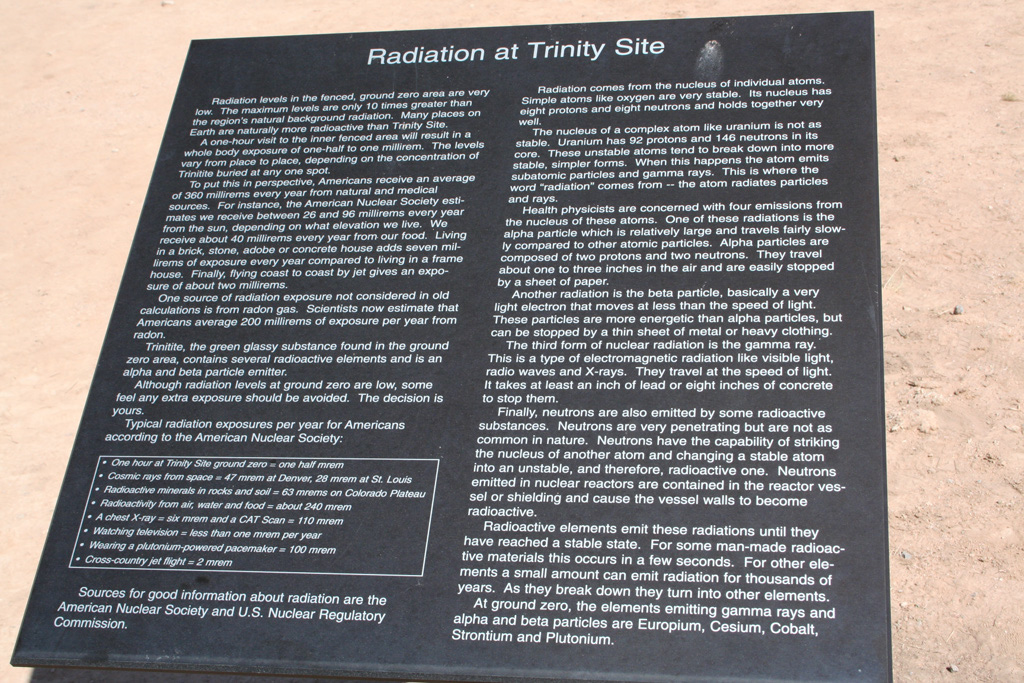 Radiation at Trinity Site
Radiation levels in the fenced, ground zero area are very
low. The maximum levels are only 10 times greater than
the region's natural background radiation. Many places on
Earth are naturally more radioactive than Trinity Site.
A one-hour visit to the inner fenced area will result in a
whole body exposure of one-half to one millirem. The levels
vary from place to place, depending on the concentration of
Trinitite buried at any one spot.
To put this in perspective, Americans receive an average
of 360 millirems every year from natural and medical
sources. For instance, the American Nuclear Society esti-
mates we receive between 26 and 96 millirems every year
from the sun, depending on what elevation we live. We
receive about 40 millirems every year from our food. Living
in a brick, stone, adobe or concrete house adds seven mil-
lirems of exposure every year compared to living in a frame
house. Finally, flying coast to coast by jet gives an expo-
sure of about two millirems.
One source of radiation exposure not considered in old
calculations is from radon gas. Scientists now estimate that
Americans average 200 millirems of exposure per year from
radon.
Trinitite, the green glassy substance found in the ground
zero area, contains several radioactive elements and is an
alpha and beta particle emitter.
Although radiation levels at ground zero are low, some
feel any extra exposure should be avoided. The decision is
yours.
Typical radiation exposures per year for Americans
according to the American Nuclear Society:
• One hour at Trinity Site ground zero = one half mrem
• Cosmic rays from space = 47 mrem at Denver, 28 mrem at St. Louis
• Radioactive minerals in rocks and soil = 63 mrems on Colorado Plateau
• Radioactivity from air, water and food = about 240 mrem
• A chest X-ray = six mrem and a CAT Scan = 110 mrem
• Watching television = less than one mrem per year
• Wearing a plutonium-powered pacemaker = 100 mrem
• Cross-country jet flight = 2 mrem
Sources for good information about radiation are the
American Nuclear Society and U.S. Nuclear Regulatory
Commission.
Radiation comes from the nucleus of individual atoms.
Simple atoms like oxygen are very stable. Its nucleus has
eight protons and eight neutrons and holds together very
well.
The nucleus of a complex atom like uranium is not as
stable. Uranium has 92 protons and 146 neutrons in its
core. These unstable atoms tend to break down into more
stable, simpler forms. When this happens the atom emits
subatomic particles and gamma rays. This is where the
word "radiation" comes from -- the atom radiates particles
and rays.
Health physicists are concerned with four emissions from
the nucleus of these atoms. One of these radiations is the
alpha particle which is relatively large and travels fairly slow-
ly compared to other atomic particles. Alpha particles are
composed of two protons and two neutrons. They travel
about one to three inches in the air and are easily stopped
by a sheet of paper.
Another radiation is the beta particle, basically a very
light electron that moves at less than the speed of light.
These particles are more energetic than alpha particles, but
can be stopped by a thin sheet of metal or heavy clothing.
The third form of nuclear radiation is the gamma ray.
This is a type of electromagnetic radiation like visible light,
radio waves and X-rays. They travel at the speed of light.
It takes at least an inch of lead or eight inches of concrete
to stop them.
Finally, neutrons are also emitted by some radioactive
substances. Neutrons are very penetrating but are not as
common in nature. Neutrons have the capability of striking
the nucleus of another atom and changing a stable atom
into an unstable, and therefore, radioactive one. Neutrons
emitted in nuclear reactors are contained in the reactor ves-
sel or shielding and cause the vessel walls to become
radioactive.
Radioactive elements emit these radiations until they
have reached a stable state. For some man-made radioac-
tive materials this occurs in a few seconds. For other ele-
ments a small amount can emit radiation for thousands of
years. As they break down they turn into other elements.
At ground zero, the elements emitting gamma rays and
alpha and beta particles are Europium, Cesium, Cobalt,
Strontium and Plutonium.